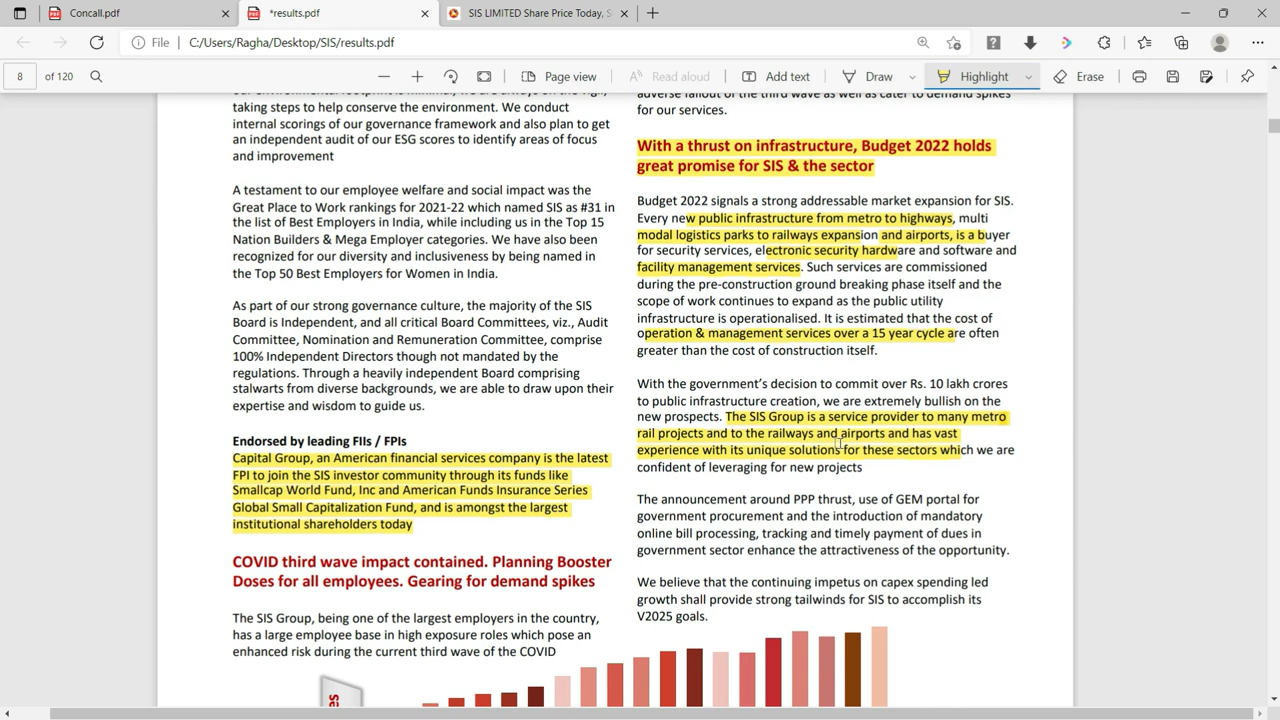 Concall.pdf
*results.pdf
SIS LIMITED Share Price Today, S
File
C:/Users/Ragha/Desktop/SIS/results.pdf
8
of 120
Page view
Read aloud
Add text
Draw
Highlight
Erase
taking steps to help conserve the environment. We conduct
internal scorings of our governance framework and also plan to get
an independent audit of our ESG scores to identify areas of focus
and improvement
A testament to our employee welfare and social impact was the
Great Place to Work rankings for 2021-22 which named SIS as #31 in
the list of Best Employers in India, while including us in the Top 15
Nation Builders & Mega Employer categories. We have also been
recognized for our diversity and inclusiveness by being named in
the Top 50 Best Employers for Women in India.
As part of our strong governance culture, the majority of the SIS
Board is Independent, and all critical Board Committees, viz., Audit
Committee, Nomination and Remuneration Committee, comprise
100% Independent Directors though not mandated by the
regulations. Through a heavily independent Board comprising
stalwarts from diverse backgrounds, we are able to draw upon their
expertise and wisdom to guide us.
Endorsed by leading FIIs / FPIs
Capital Group, an American financial services company is the latest
FPI to join the SIS investor community through its funds like
Smallcap World Fund, Inc and American Funds Insurance Series
Global Small Capitalization Fund, and is amongst the largest
institutional shareholders today
COVID third wave impact contained. Planning Booster
Doses for all employees. Gearing for demand spikes
The SIS Group, being one of the largest employers in the country,
has a large employee base in high exposure roles which pose an
enhanced risk during the current third wave of the COVID
adverse fallout of the third wave as well as cater to demand spikes
for our services.
With a thrust on infrastructure, Budget 2022 holds
great promise for SIS & the sector
Budget 2022 signals a strong addressable market expansion for SIS.
Every new public infrastructure from metro to highways, multi
modal logistics parks to railways expansion and airports, is a buyer
for security services, electronic security hardware and software and
facility management services. Such services are commissioned
during the pre-construction ground breaking phase itself and the
scope of work continues to expand as the public utility
infrastructure is operationalised. It is estimated that the cost of
operation & management services over a 15 year cycle are often
greater than the cost of construction itself.
With the government’s decision to commit over Rs. 10 lakh crores
to public infrastructure creation, we are extremely bullish on the
new prospects. The SIS Group is a service provider to many metro
rail projects and to the railways and airports and has vast
experience with its unique solutions for these sectors which we are
confident of leveraging for new projects
The announcement around PPP thrust, use of GEM portal for
government procurement and the introduction of mandatory
online bill processing, tracking and timely payment of dues in
government sector enhance the attractiveness of the opportunity.
We believe that the continuing impetus on capex spending led
growth shall provide strong tailwinds for SIS to accomplish its
V2025 goals.